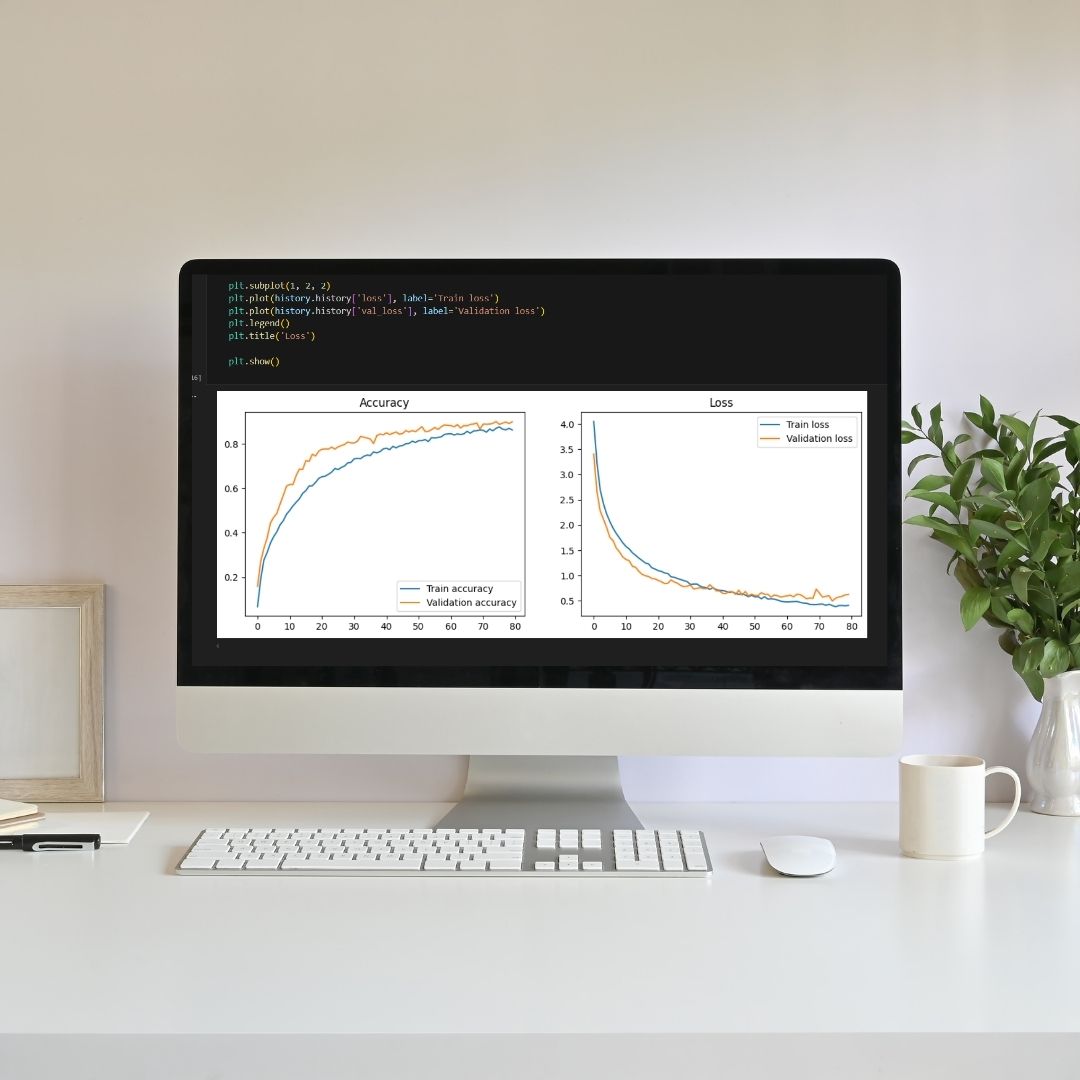 plt.subplot(1, 2, 2)
plt.plot(history.history['loss'], label='Train loss')
plt.plot(history.history['val_loss'], label='Validation loss')
plt.legend()
plt.title('Loss')
plt.show()
Accuracy
0.8
0.6
0.4
0.2
Train accuracy
Validation accuracy
0 10 20 30 40 50 60 70 80
Loss
4.0
3.5
3.0
2.5
2.0
1.5
1.0
0.5
Train loss
Validation loss
0 10 20 30 40 50 60 70 80